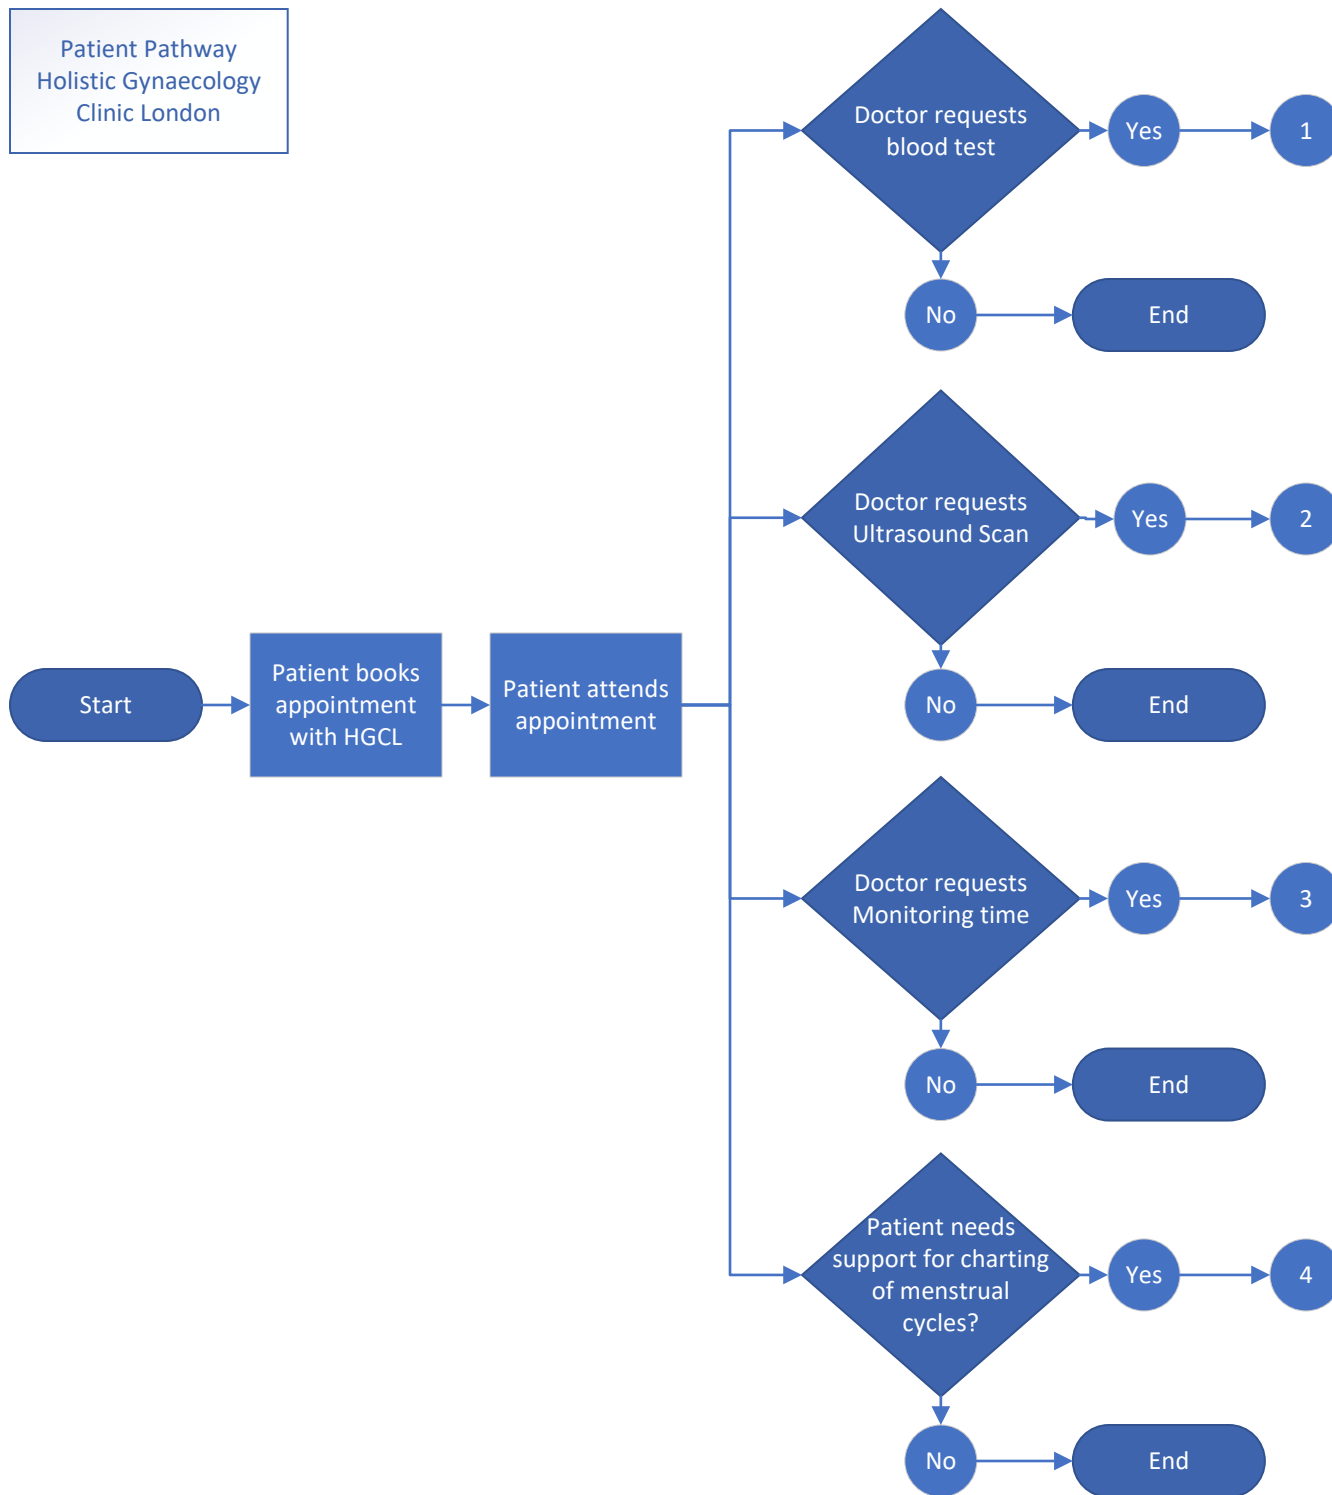 Patient Pathway
Holistic Gynaecology
Clinic London
Doctor requests
blood test
Yes
1
No
End
Doctor requests
Ultrasound Scan
Yes
2
No
End
Start
Patient books
appointment
with HGCL
Patient attends
appointment
Doctor requests
Monitoring time
Yes
3
No
End
Patient needs
support for charting
of menstrual
cycles?
Yes
4
No
End